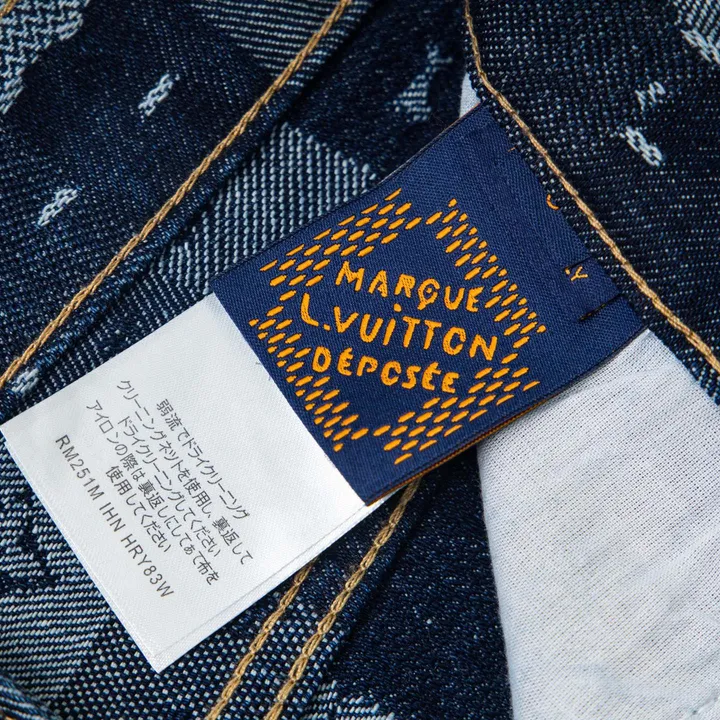 MARQUE
L.VUITTON
DÉPOSÉE
Y
弱流でドライクリーニング
クリーニングネットを使用し、裏返して
ドライクリーニングしてください
アイロンの際は裏返しにしてあて布を
使用してください
RM251M IHN HRY83W